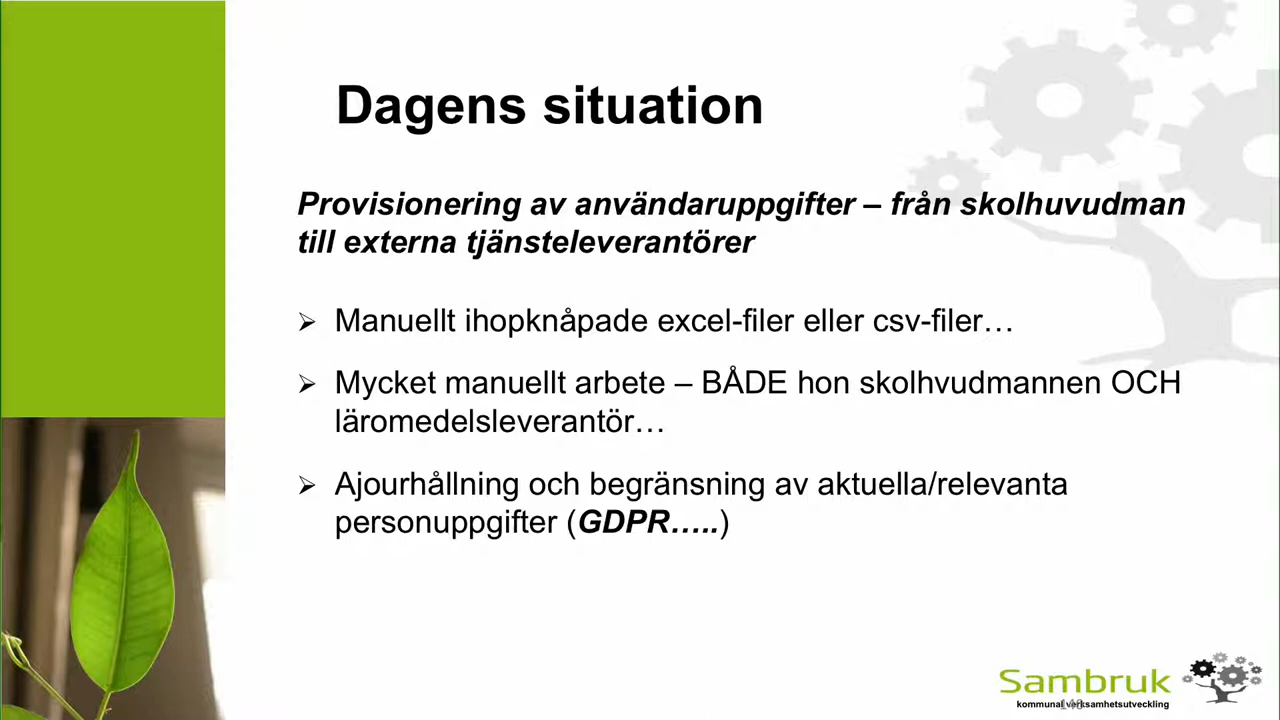 Dagens situation
Provisionering av användaruppgifter – från skolhuvudman
till externa tjänsteleverantörer
➢ Manuellt ihopknåpade excel-filer eller csv-filer…
➢ Mycket manuellt arbete – BÅDE hon skolhvudmannen OCH
läromedelsleverantör…
➢ Ajourhållning och begränsning av aktuella/relevanta
personuppgifter (GDPR…..)
Sambruk
kommunal verksamhetsutveckling